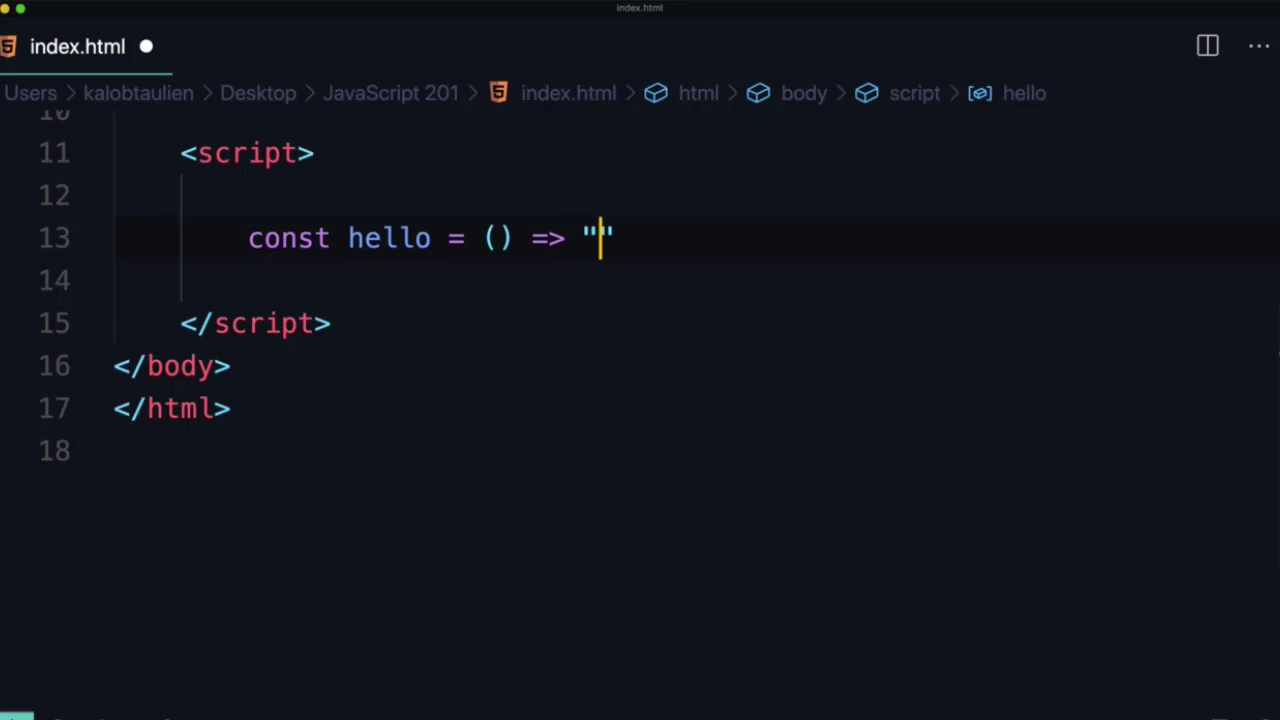 index.html
index.html
Users > kalobtaulien > Desktop > JavaScript 201 > index.html > html > body > script > hello
10
11 <script>
12
13 const hello = () => ""
14
15 </script>
16 </body>
17 </html>
18